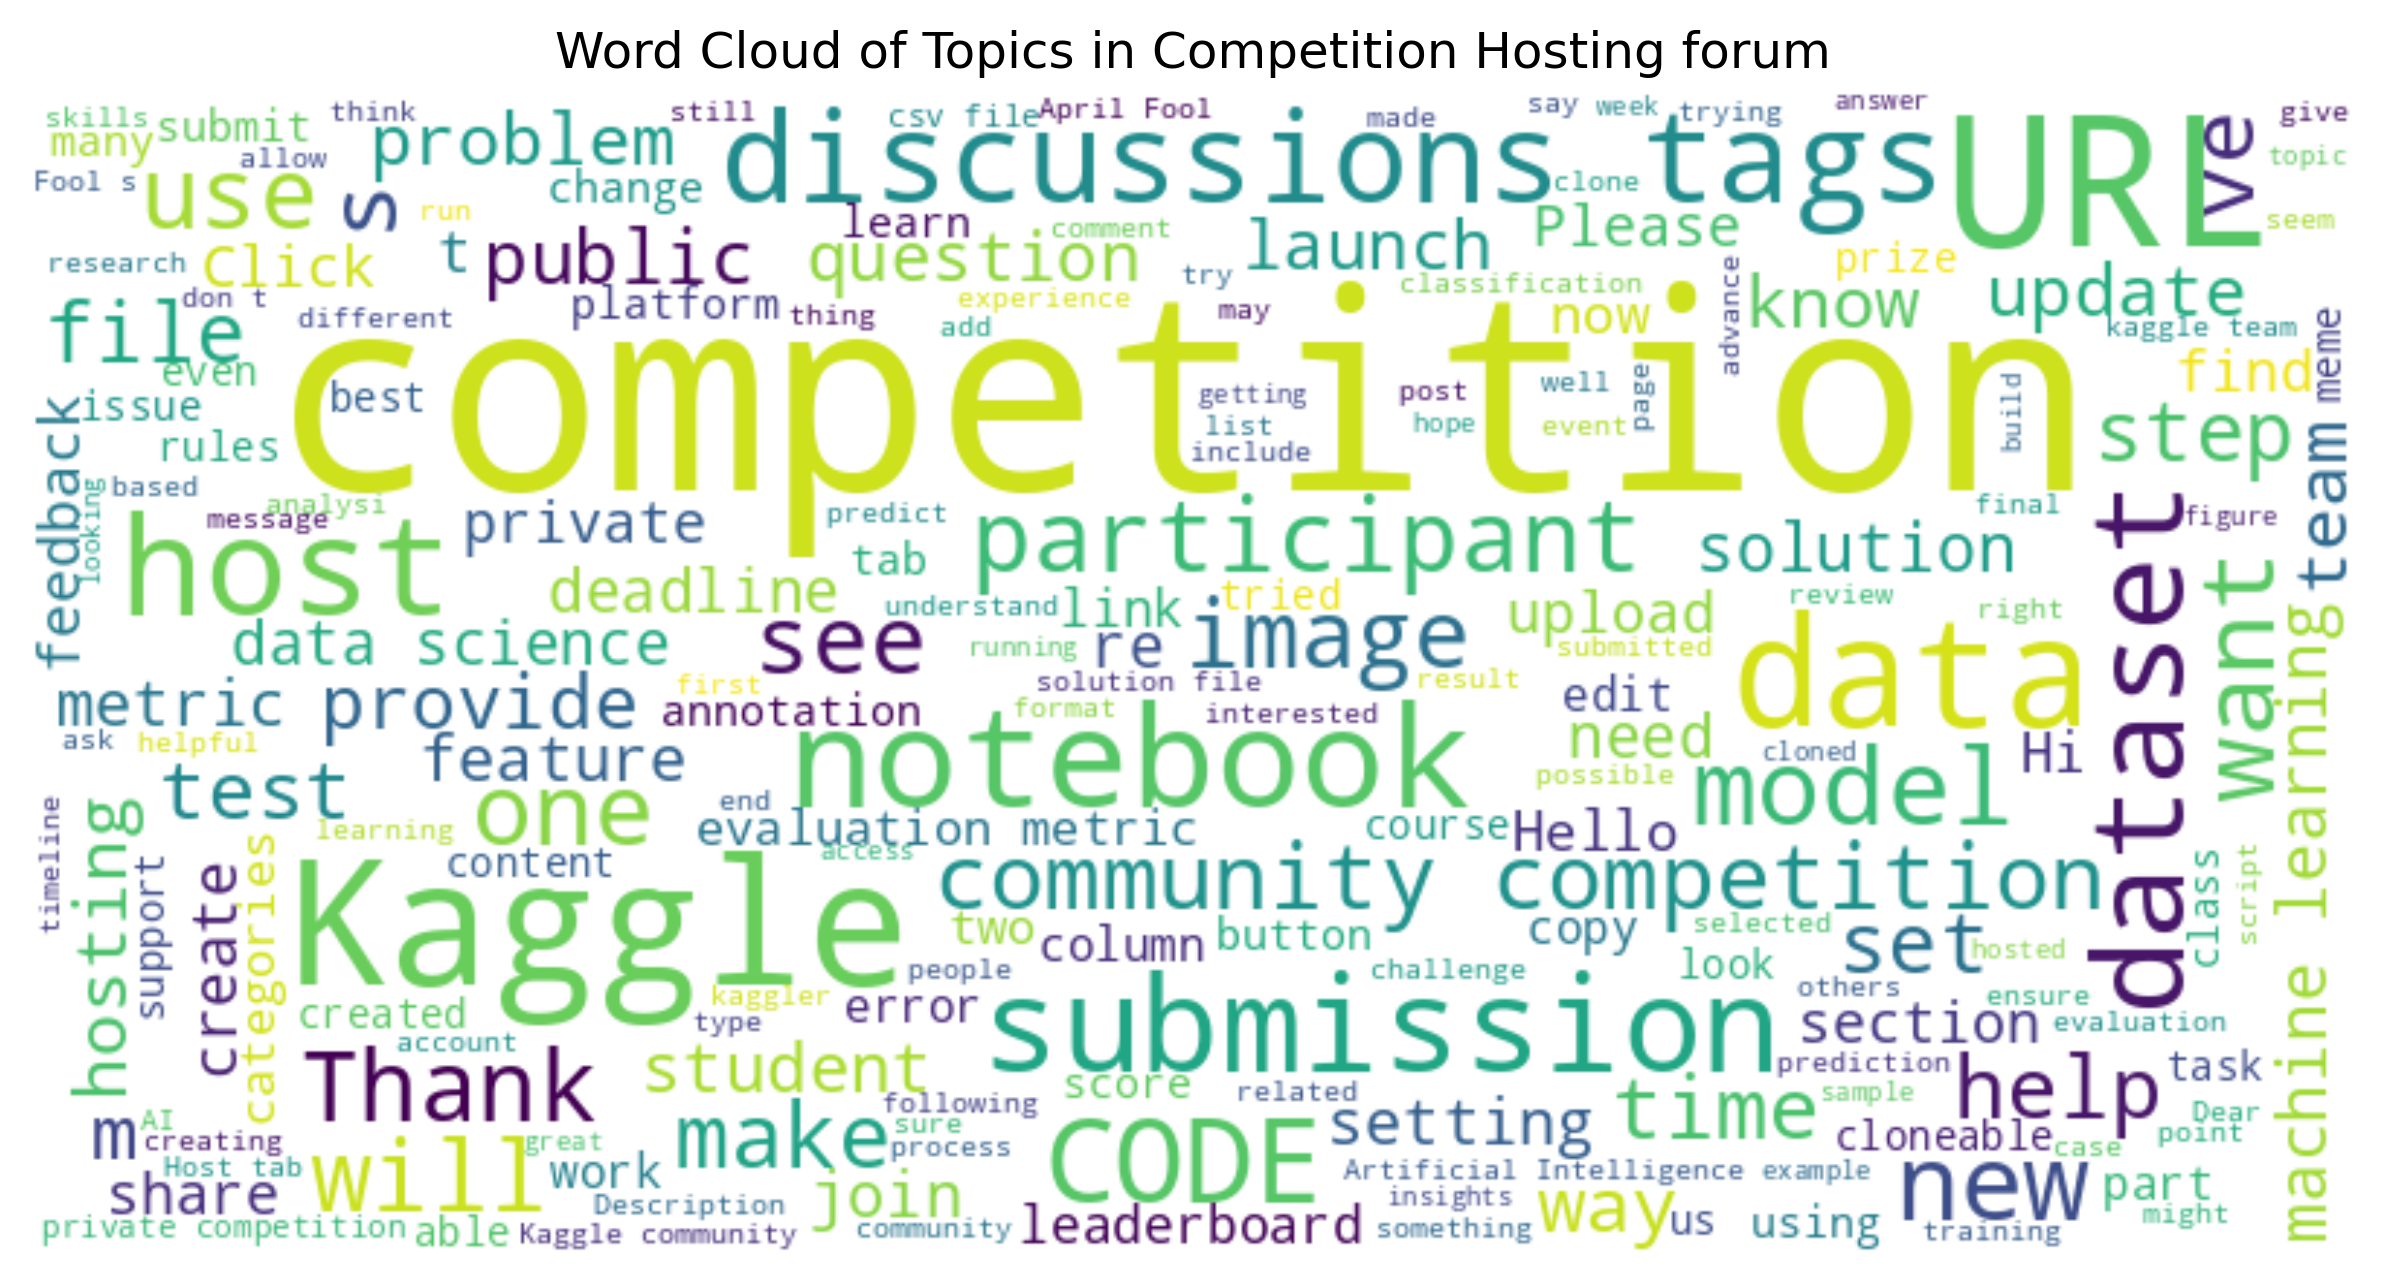 Word Cloud of Topics in Competition Hosting forum
skills
think
still
csv file
April Fool
made
say
week
trying
answer
give
many
submit
problem
discussions
tags
URL
ve
allow
topic
Fool s
use
s
change
clone
run
learn
comment
Please
seem
research
Click
t
public
question
launch
prize
try
classification
advance
know
update
file
don t
platform
experience
may
now
different
thing
add
kaggle team
meme
even
competition
find
best
getting
post
well
page
build
issue
list
hope
event
step
feedback
rules
include
team
based
looking
analysi
message
private
predict
participant
final
figure
host
tab
solution
dataset
want
deadline
understand
link
tried
upload
review
right
data science
see
running
re
image
submitted
data
machine learning
metric
provide
first
solution file
result
edit
annotation
format
interested
ask
helpful
feature
notebook
need
cloned
Hi
test
one
end
possible
model
timeline
hosting
learning
evaluation metric
course
Hello
support
create
categories
content
access
community
competition
class
script
Kaggle
two
column
button
copy
selected
set
hosted
people
challenge
look
created
kaggler
error
submission
others
ensure
type
section
evaluation
account
Thank
student
score
prediction
help
task
related
time
sample
m
AI
following
setting
Dear
creating
make
sure
CODE
cloneable
point
great
process
case
Host tab
will
work
Artificial Intelligence
example
new
part
share
Description
join
insights
way
us
using
might
private competition
able
Kaggle community
community
leaderboard
something
training